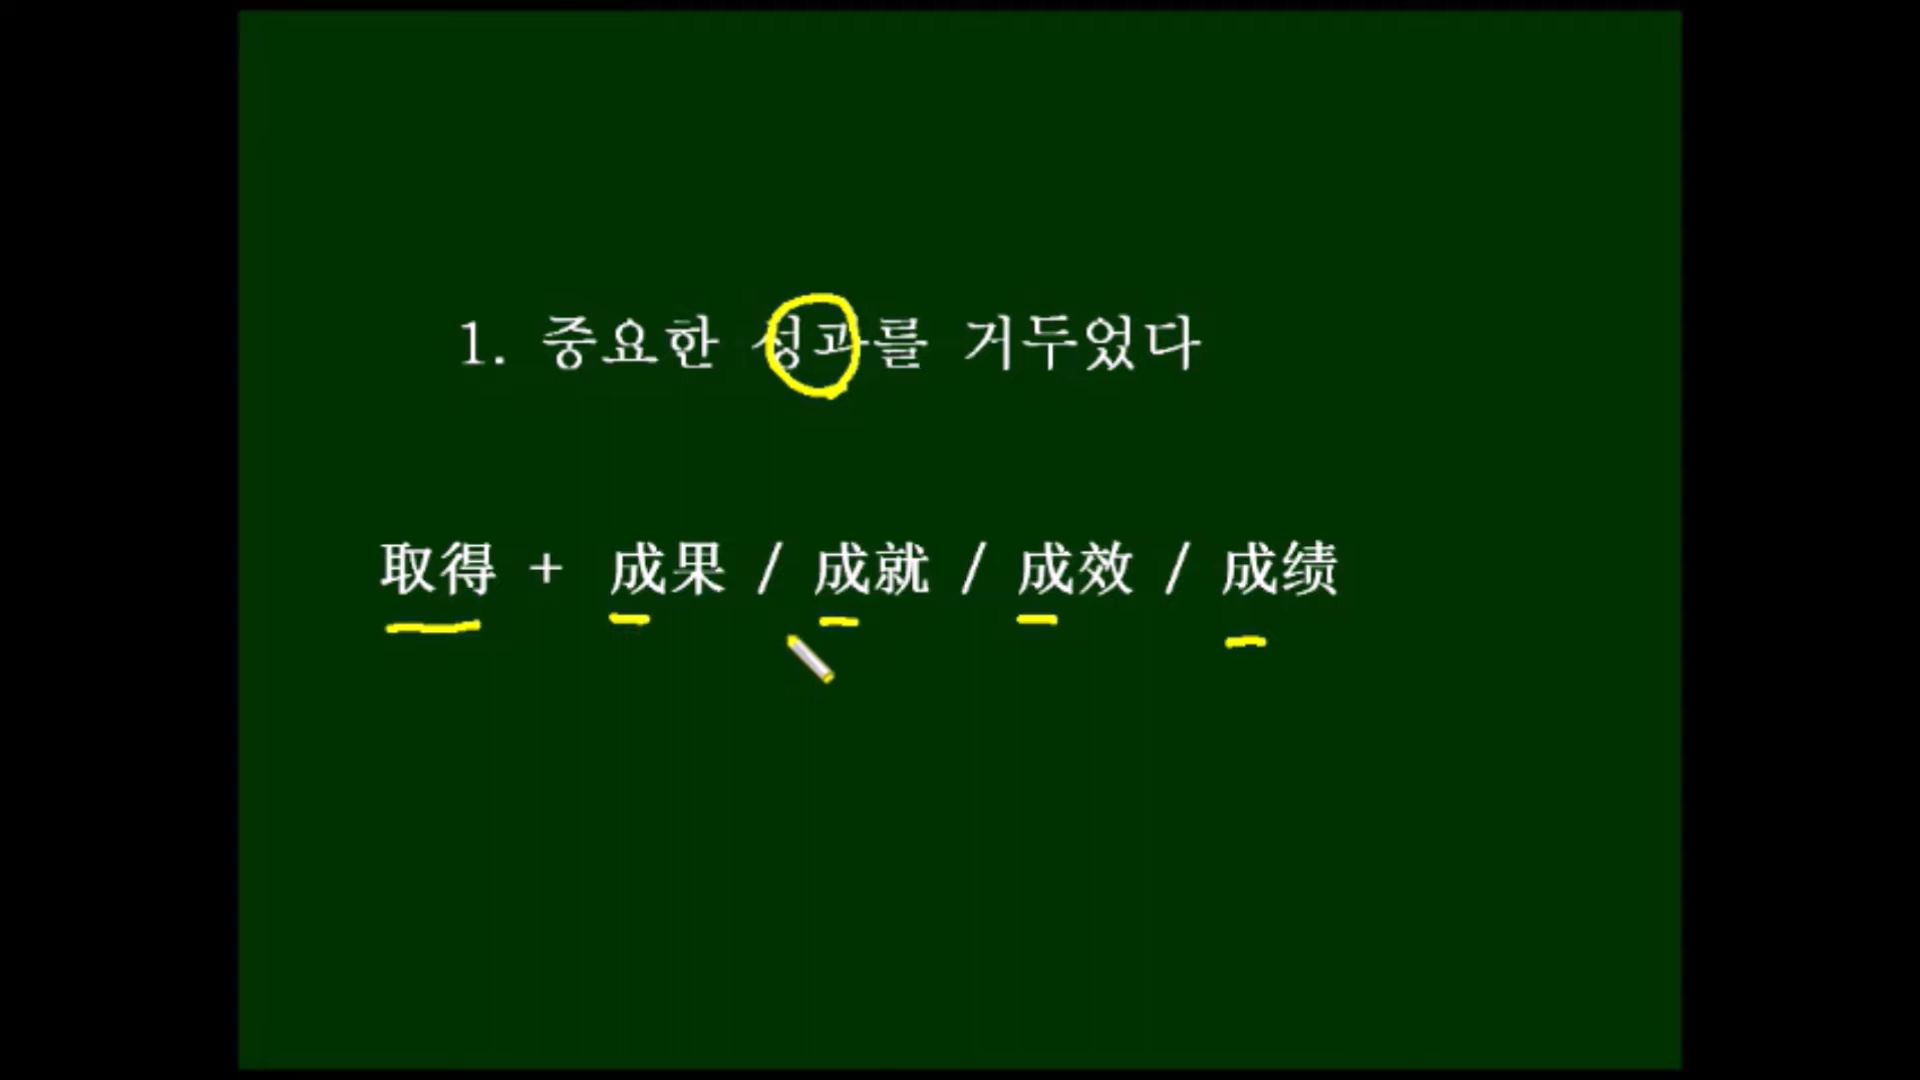 1. 중요한 성과를 거두었다
取得 + 成果 / 成就 / 成效 / 成绩